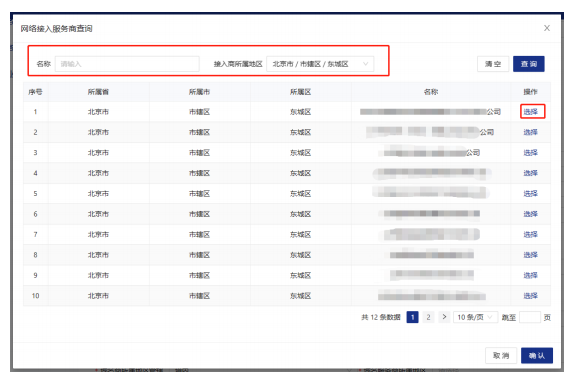 网络接入服务商查询
名称 请输入 接入商所属地区 北京市 / 市辖区 / 东城区 清空 查询
序号 所属省 所属市 所属区 名称 操作
1 北京市 市辖区 东城区 公司 选择
2 北京市 市辖区 东城区 公司 选择
3 北京市 市辖区 东城区 公司 选择
4 北京市 市辖区 东城区 选择
5 北京市 市辖区 东城区 选择
6 北京市 市辖区 东城区 选择
7 北京市 市辖区 东城区 选择
8 北京市 市辖区 东城区 选择
9 北京市 市辖区 东城区 选择
10 北京市 市辖区 东城区 选择
共 12 条数据 1 2 > 10 条/页 跳至 页
取消 确认